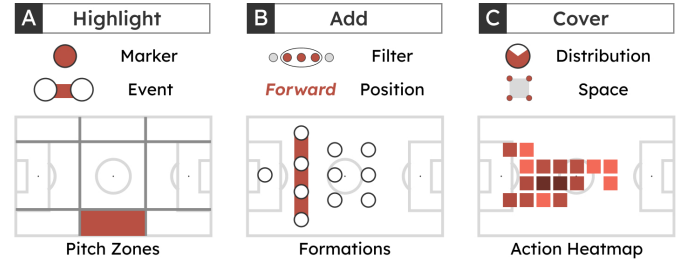 A Highlight
Marker
Event
Pitch Zones
B Add
Filter
Forward Position
Formations
C Cover
Distribution
Space
Action Heatmap